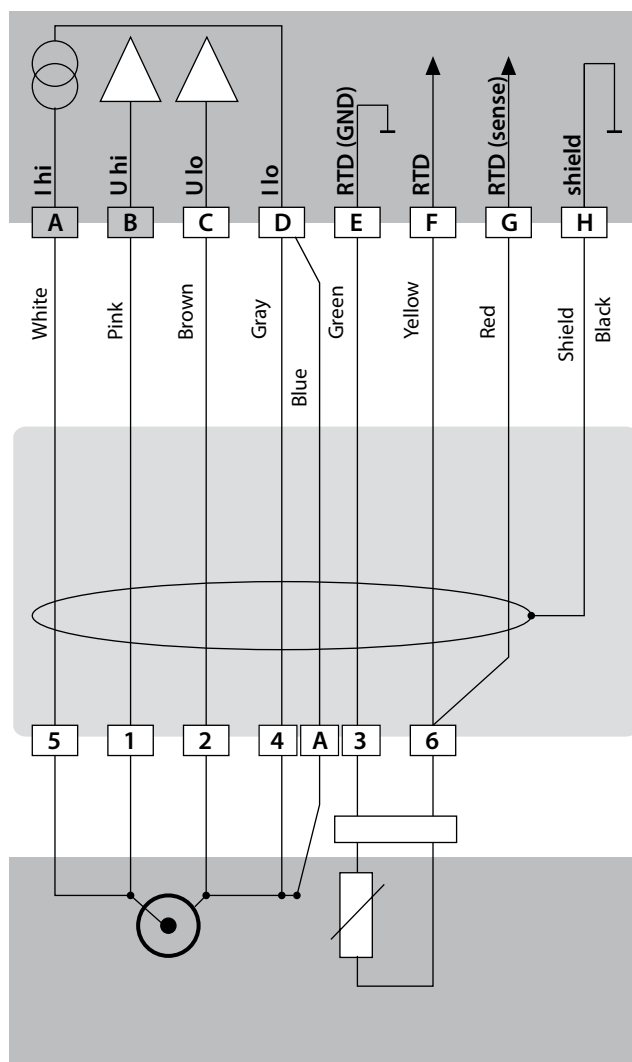 I hi
U hi
U lo
I lo
RTD (GND)
RTD
RTD (sense)
shield
A
B
C
D
E
F
G
H
White
Pink
Brown
Gray
Blue
Green
Yellow
Red
Shield
Black
5
1
2
4
A
3
6